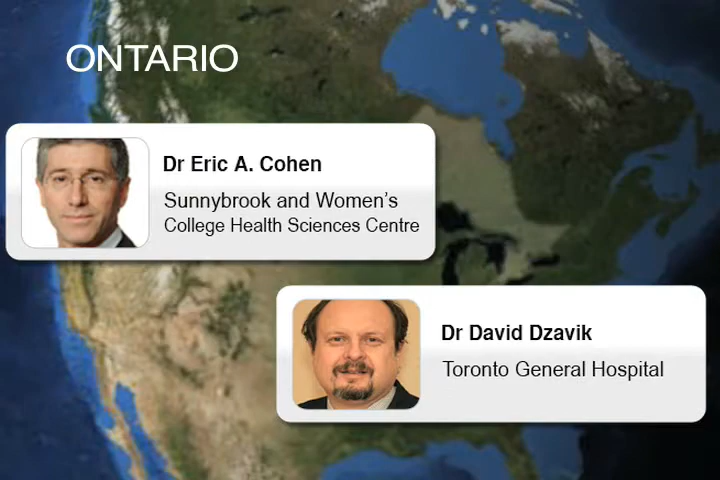 ONTARIO
Dr Eric A. Cohen
Sunnybrook and Women’s
College Health Sciences Centre
Dr David Dzavik
Toronto General Hospital